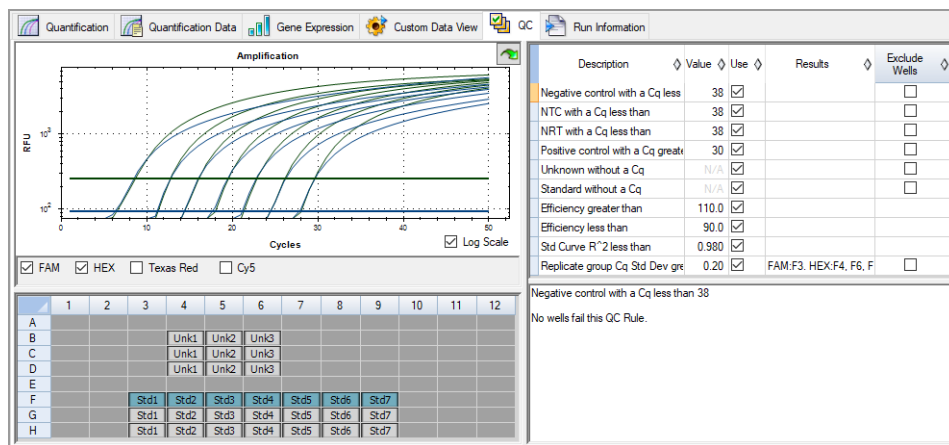 Quantification Quantification Data Gene Expression Custom Data View QC Run Information
Amplification
RFU
10³
10²
0 10 20 30 40 50
Cycles
Log Scale
FAM HEX Texas Red Cy5
1 2 3 4 5 6 7 8 9 10 11 12
A
B Unk1 Unk2 Unk3
C Unk1 Unk2 Unk3
D Unk1 Unk2 Unk3
E
F Std1 Std2 Std3 Std4 Std5 Std6 Std7
G Std1 Std2 Std3 Std4 Std5 Std6 Std7
H Std1 Std2 Std3 Std4 Std5 Std6 Std7
Description Value Use Results Exclude Wells
Negative control with a Cq less 38
NTC with a Cq less than 38
NRT with a Cq less than 38
Positive control with a Cq greate 30
Unknown without a Cq N/A
Standard without a Cq N/A
Efficiency greater than 110.0
Efficiency less than 90.0
Std Curve R^2 less than 0.980
Replicate group Cq Std Dev gre 0.20 FAM:F3. HEX:F4, F6, F
Negative control with a Cq less than 38
No wells fail this QC Rule.